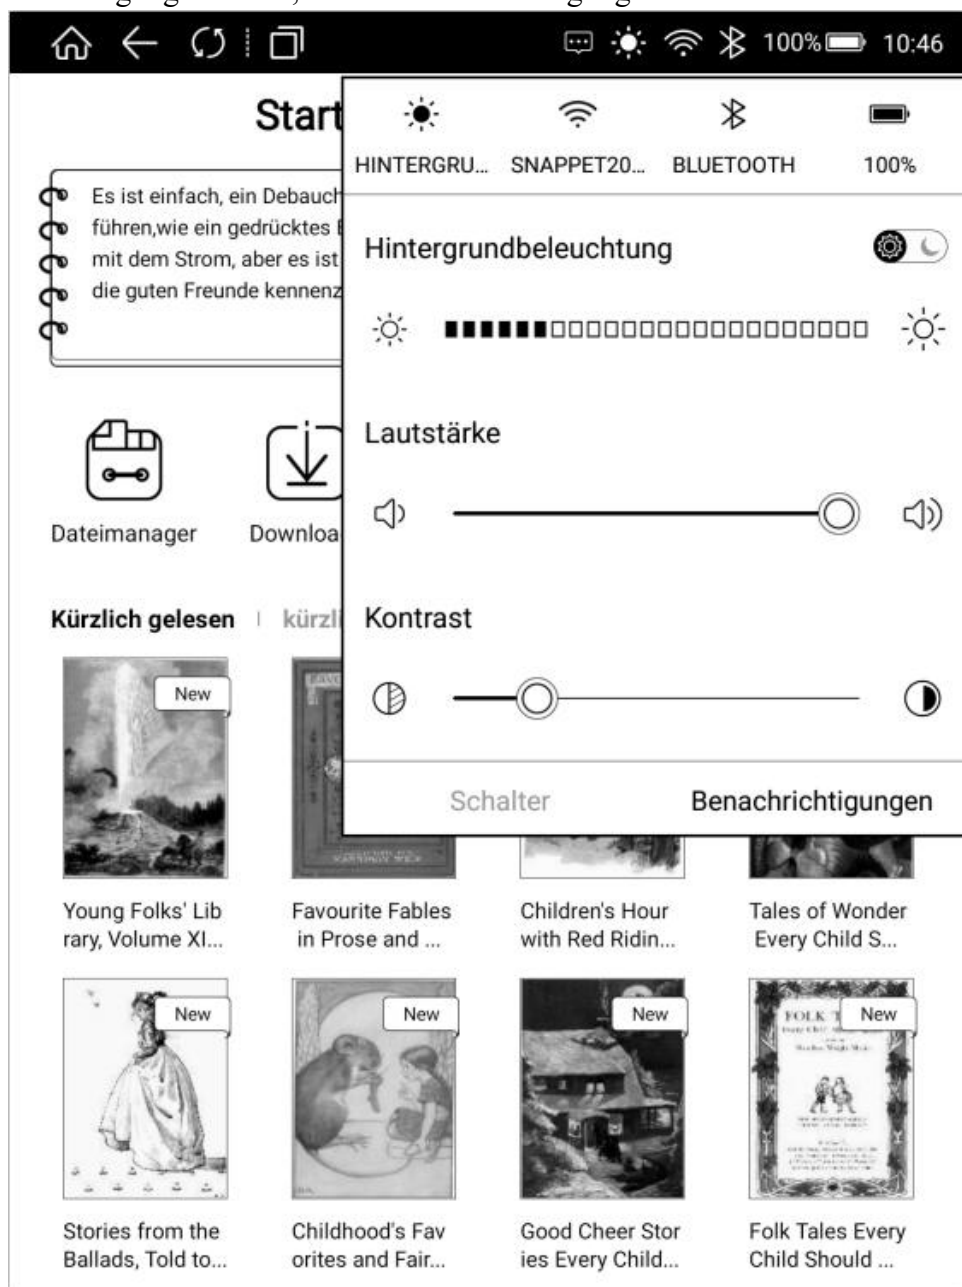 100% 10:46
Start
HINTERGRU... SNAPPET20... BLUETOOTH 100%
Es ist einfach, ein Debauch
führen,wie ein gedrücktes
mit dem Strom, aber es ist
die guten Freunde kennenz
Hintergrundbeleuchtung
Lautstärke
Dateimanager Downloa
Kürzlich gelesen kürzli
Kontrast
Schalter Benachrichtigungen
New
Young Folks' Lib
rary, Volume XI...
Favourite Fables
in Prose and ...
Children's Hour
with Red Ridin...
Tales of Wonder
Every Child S...
New
New
New
New
FOLK T
Stories from the
Ballads, Told to...
Childhood's Fav
orites and Fair...
Good Cheer Stor
ies Every Child...
Folk Tales Every
Child Should ...